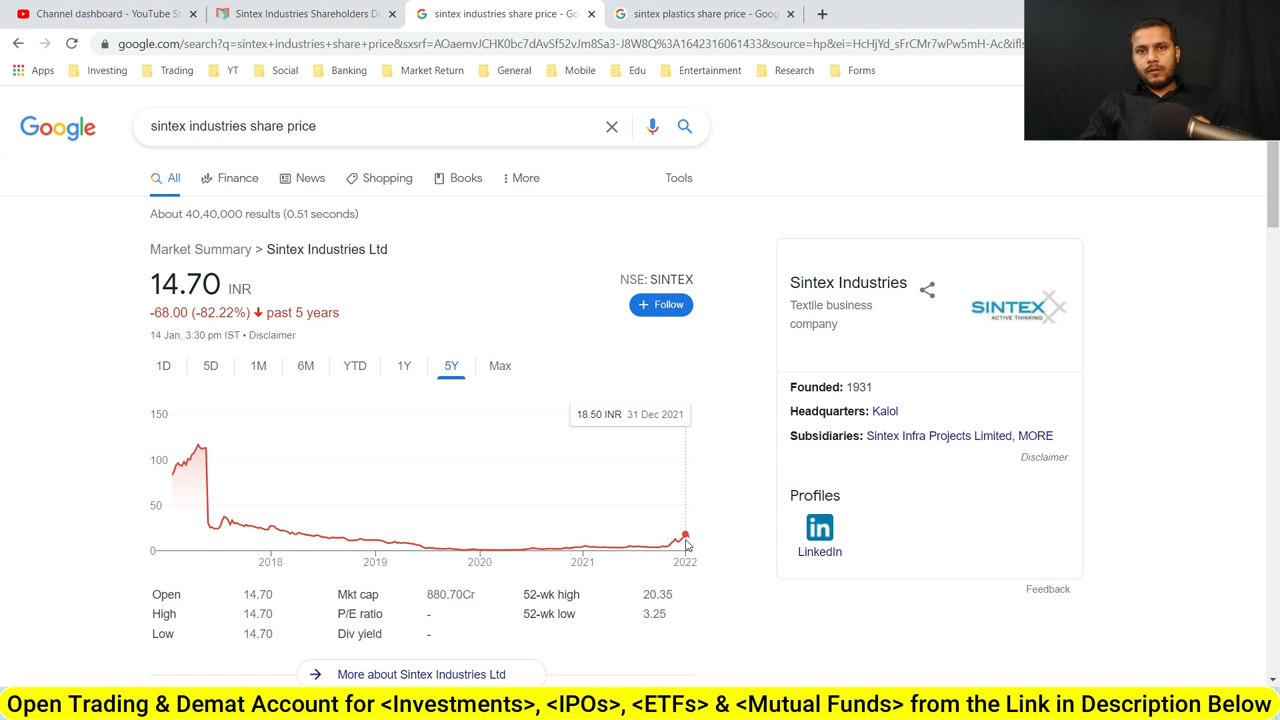 Channel dashboard - YouTube St
Sintex Industries Shareholders De
sintex industries share price - Go
sintex plastics share price - Goog
google.com/search?q=sintex+industries+share+price&sxsrf=AOaemvJCHK0bc7dAvSf52vJm8Sa3-J8W8Q%3A1642316061433&source=hp&ei=HcHjYd_sFrCMr7wPw5mH-Ac&ifls
Apps Investing Trading YT Social Banking Market Return General Mobile Edu Entertainment Research Forms
Google
sintex industries share price
All Finance News Shopping Books More Tools
About 40,40,000 results (0.51 seconds)
Market Summary > Sintex Industries Ltd
14.70 INR
NSE: SINTEX
-68.00 (-82.22%) past 5 years
+ Follow
14 Jan, 3:30 pm IST • Disclaimer
1D 5D 1M 6M YTD 1Y 5Y Max
18.50 INR 31 Dec 2021
150
100
50
0
2018 2019 2020 2021 2022
Open 14.70 Mkt cap 880.70Cr 52-wk high 20.35
High 14.70 P/E ratio - 52-wk low 3.25
Low 14.70 Div yield -
More about Sintex Industries Ltd
Sintex Industries
Textile business
company
SINTEX
ACTIVE THINKING
Founded: 1931
Headquarters: Kalol
Subsidiaries: Sintex Infra Projects Limited, MORE
Disclaimer
Profiles
in
LinkedIn
Feedback
Open Trading & Demat Account for <Investments>, <IPOs>, <ETFs> & <Mutual Funds> from the Link in Description Below